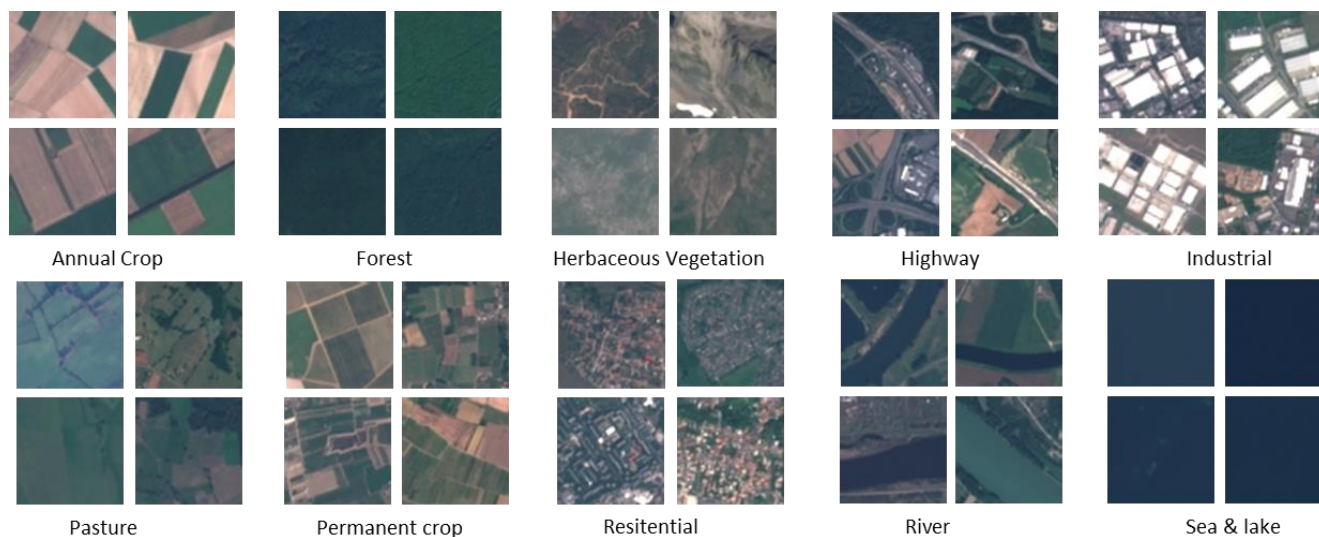 Annual Crop
Forest
Herbaceous Vegetation
Highway
Industrial
Pasture
Permanent crop
Resitential
River
Sea & lake